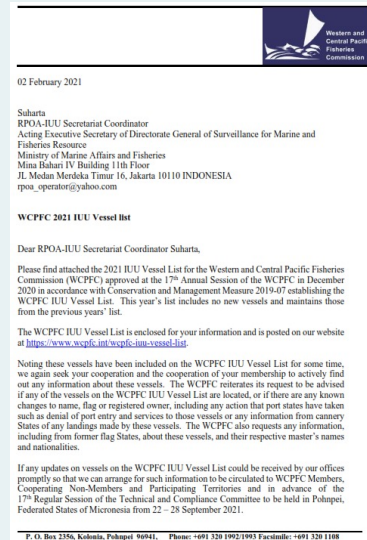 Western and
Central Pacific
Fisheries
Commission
02 February 2021
Suharta
RPOA-IUU Secretariat Coordinator
Acting Executive Secretary of Directorate General of Surveillance for Marine and
Fisheries Resource
Ministry of Marine Affairs and Fisheries
Mina Bahari IV Building 11th Floor
JL Medan Merdeka Timur 16, Jakarta 10110 INDONESIA
rpoa_operator@yahoo.com
WCPFC 2021 IUU Vessel list
Dear RPOA-IUU Secretariat Coordinator Suharta,
Please find attached the 2021 IUU Vessel List for the Western and Central Pacific Fisheries
Commission (WCPFC) approved at the 17th Annual Session of the WCPFC in December
2020 in accordance with Conservation and Management Measure 2019-07 establishing the
WCPFC IUU Vessel List. This year's list includes no new vessels and maintains those
from the previous years' list.
The WCPFC IUU Vessel List is enclosed for your information and is posted on our website
at https://www.wcpfc.int/wcpfc-iuu-vessel-list.
Noting these vessels have been included on the WCPFC IUU Vessel List for some time,
we again seek your cooperation and the cooperation of your membership to actively find
out any information about these vessels. The WCPFC reiterates its request to be advised
if any of the vessels on the WCPFC IUU Vessel List are located, or if there are any known
changes to name, flag or registered owner, including any action that port states have taken
such as denial of port entry and services to those vessels or any information from cannery
States of any landings made by these vessels. The WCPFC also requests any information,
including from former flag States, about these vessels, and their respective master's names
and nationalities.
If any updates on vessels on the WCPFC IUU Vessel List could be received by our offices
promptly so that we can arrange for such information to be circulated to WCPFC Members,
Cooperating Non-Members and Participating Territories and in advance of the
17th Regular Session of the Technical and Compliance Committee to be held in Pohnpei,
Federated States of Micronesia from 22 – 28 September 2021.
P. O. Box 2356, Kolonia, Pohnpei 96941. Phone: +691 320 1992/1993 Facsimile: +691 320 1108